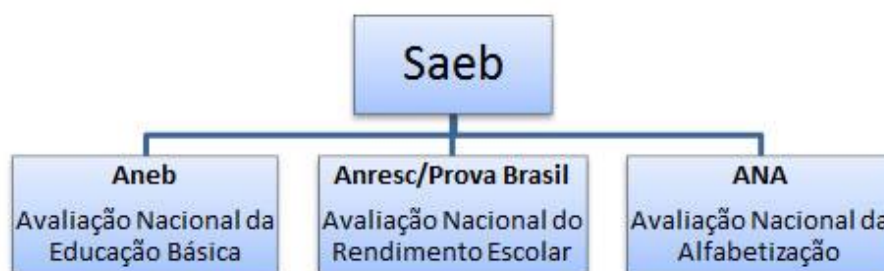 Saeb
Aneb
Avaliação Nacional da
Educação Básica
Anresc/Prova Brasil
Avaliação Nacional do
Rendimento Escolar
ANA
Avaliação Nacional da
Alfabetização